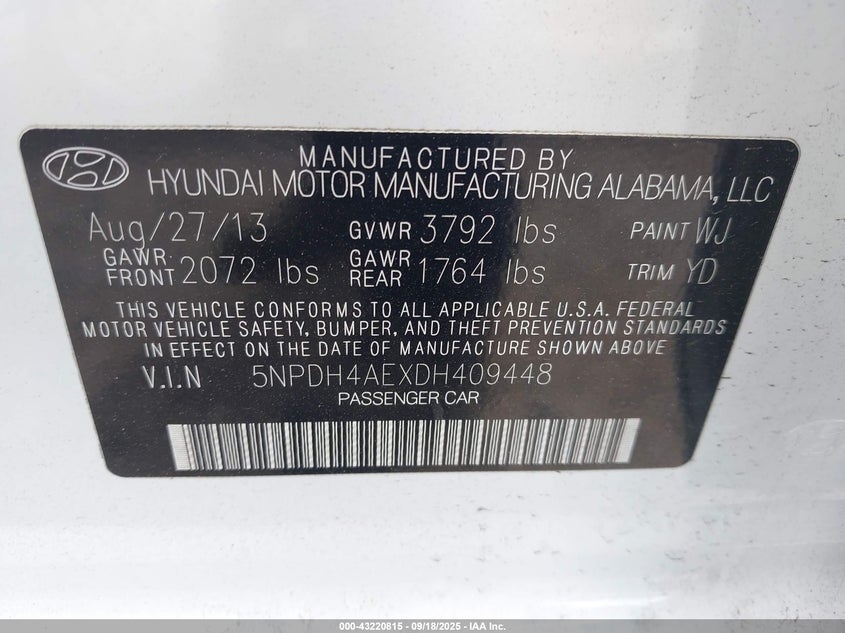 MANUFACTURED BY
HYUNDAI MOTOR MANUFACTURING ALABAMA, LLC
Aug/27/13 GVWR 3792 lbs PAINT WJ
GAWR FRONT 2072 lbs GAWR REAR 1764 lbs TRIM YD
THIS VEHICLE CONFORMS TO ALL APPLICABLE U.S.A. FEDERAL
MOTOR VEHICLE SAFETY, BUMPER, AND THEFT PREVENTION STANDARDS
IN EFFECT ON THE DATE OF MANUFACTURE SHOWN ABOVE
V.I.N 5NPDH4AEXDH409448
PASSENGER CAR
000-43220815 - 09/18/2025 - IAA Inc.